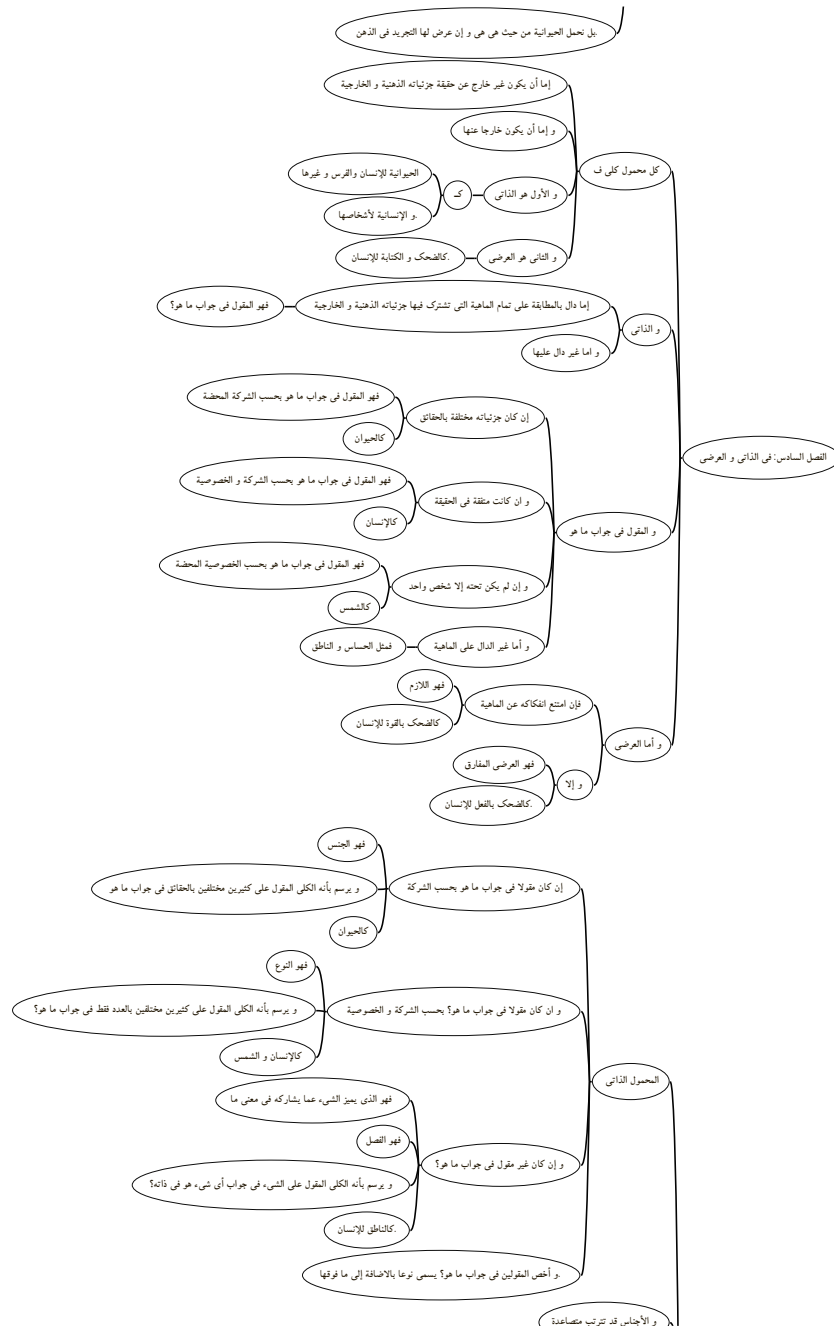 بل نحمل الحيوانية من حيث هى هى و إن عرض لها التجريد فى الذهن.
الفصل السادس: فى الذاتى و العرضى
كل محمول كلى ف
إما أن يكون غير خارج عن حقيقة جزئياته الذهنية و الخارجية
و إما أن يكون خارجا عنها
و الأول هو الذاتى
كـ
الحيوانية للإنسان والفرس و غيرها
و الإنسانية لأشخاصها.
و الثانى هو العرضى
كالضحک و الكتابة للإنسان.
و الذاتى
إما دال بالمطابقة على تمام الماهية التى تشترک فيها جزئياته الذهنية و الخارجية
فهو المقول فى جواب ما هو؟
و اما غير دال عليها
و المقول فى جواب ما هو
إن كان جزئياته مختلفة بالحقائق
فهو المقول فى جواب ما هو بحسب الشركة المحضة
كالحيوان
و ان كانت متفقة فى الحقيقة
فهو المقول فى جواب ما هو بحسب الشركة و الخصوصية
كالإنسان
و إن لم يكن تحته إلا شخص واحد
فهو المقول فى جواب ما هو بحسب الخصوصية المحضة
كالشمس
و أما غير الدال على الماهية
فمثل الحساس و الناطق
و أما العرضى
فإن امتنع انفكاكه عن الماهية
فهو اللازم
كالضحک بالقوة للإنسان
و إلا
فهو العرضى المفارق
كالضحک بالفعل للإنسان.
المحمول الذاتى
إن كان مقولا فى جواب ما هو بحسب الشركة
فهو الجنس
و يرسم بأنه الكلى المقول على كثيرين مختلفين بالحقائق فى جواب ما هو
كالحيوان
و ان كان مقولا فى جواب ما هو؟ بحسب الشركة و الخصوصية
فهو النوع
و يرسم بأنه الكلى المقول على كثيرين مختلفين بالعدد فقط فى جواب ما هو؟
كالإنسان و الشمس
و إن كان غير مقول فى جواب ما هو؟
فهو الذى يميز الشىء عما يشاركه فى معنى ما
فهو الفصل
و يرسم بأنه الكلى المقول على الشىء فى جواب أى شىء هو فى ذاته؟
كالناطق للإنسان.
و أخص المقولين فى جواب ما هو؟ يسمى نوعا بالاضافة إلى ما فوقها.
و الأجناس قد تترتب متصاعدة